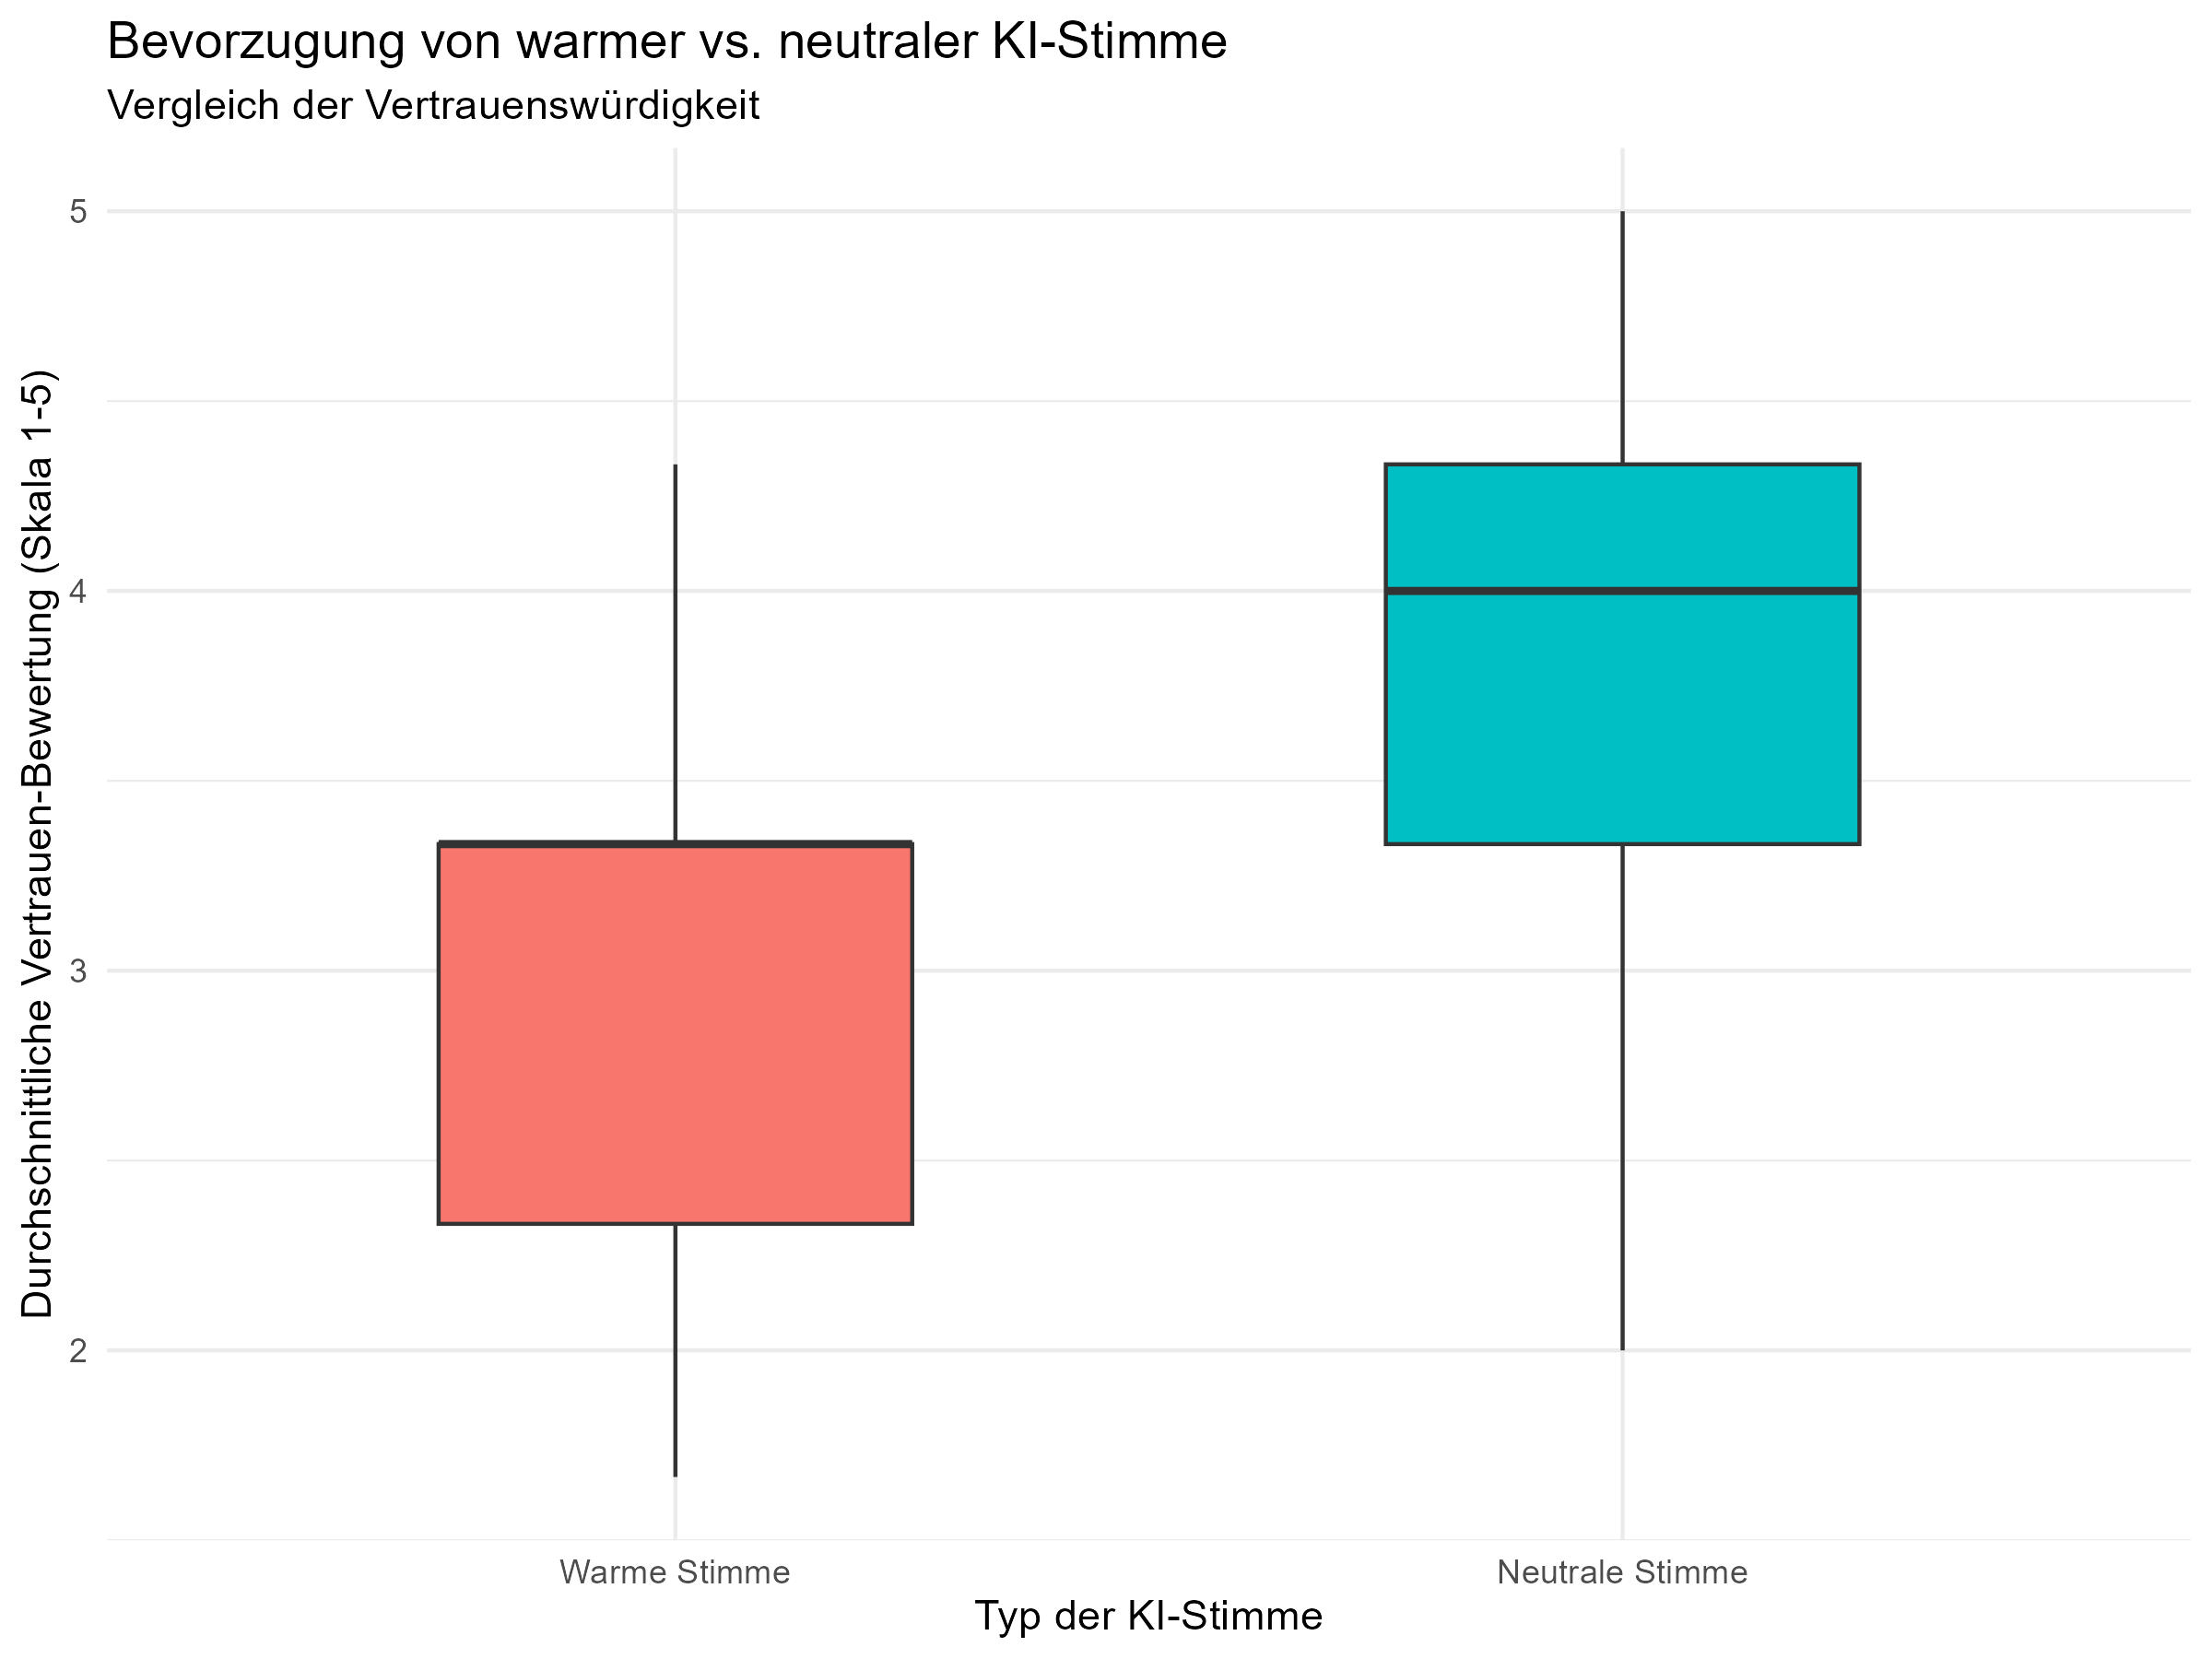 Bevorzugung von warmer vs. neutraler KI-Stimme
Vergleich der Vertrauenswürdigkeit
Durchschnittliche Vertrauen-Bewertung (Skala 1-5)
5
4
3
2
Warme Stimme
Neutrale Stimme
Typ der KI-Stimme